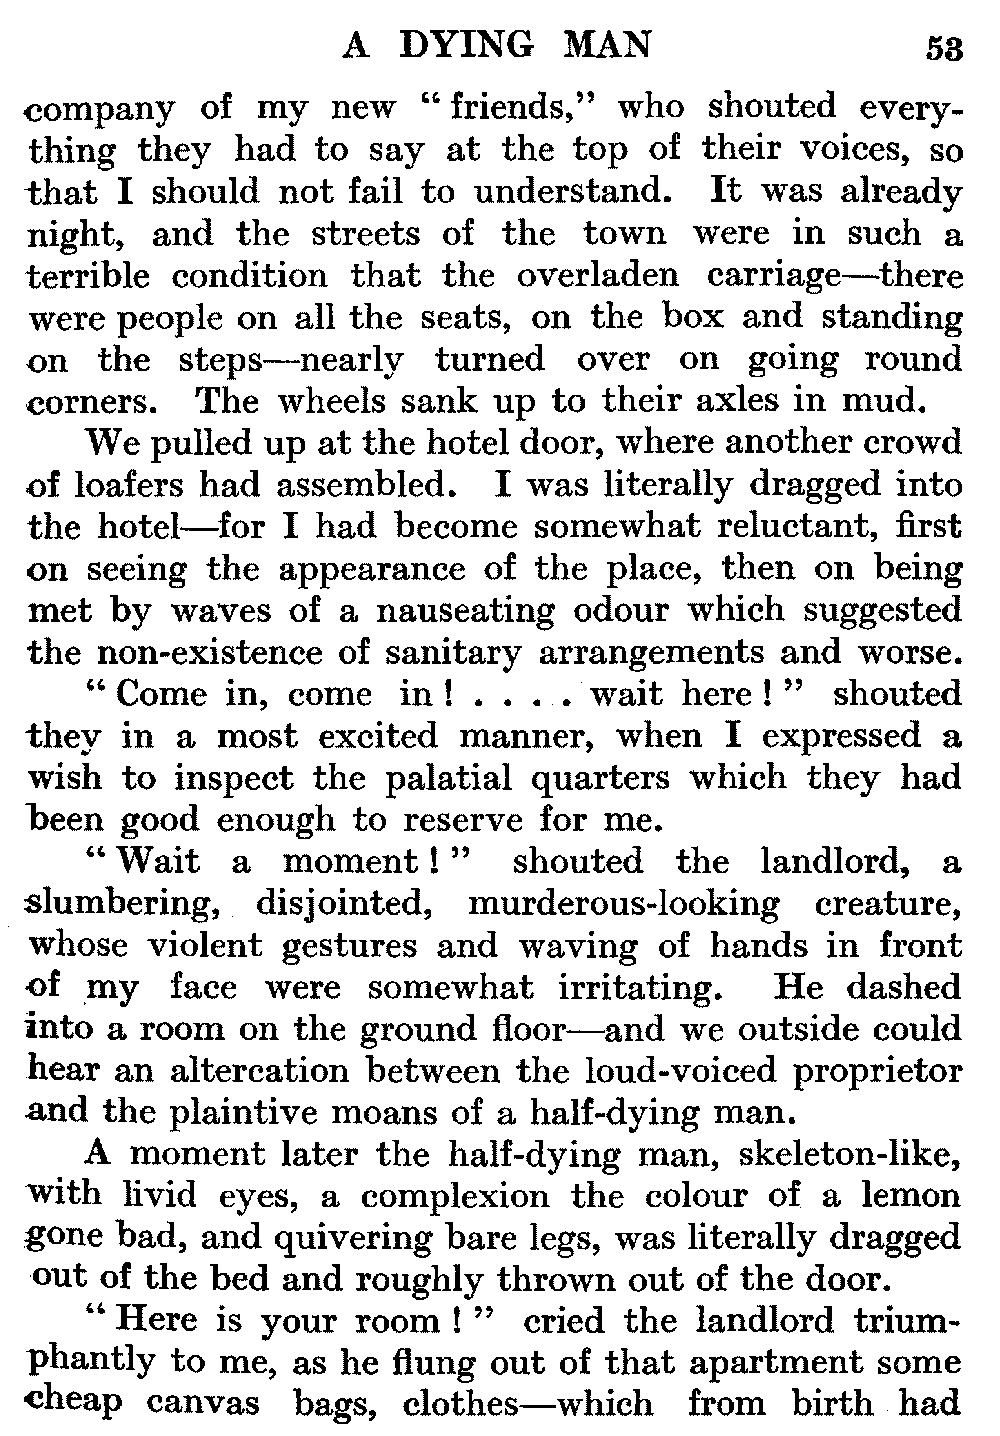 A DYING MAN 53
company of my new “ friends,” who shouted every-
thing they had to say at the top of their voices, so
that I should not fail to understand. It was already
night, and the streets of the town were in such a
terrible condition that the overladen carriage—there
were people on all the seats, on the box and standing
on the steps—nearly turned over on going round
corners. The wheels sank up to their axles in mud.
We pulled up at the hotel door, where another crowd
of loafers had assembled. I was literally dragged into
the hotel—for I had become somewhat reluctant, first
on seeing the appearance of the place, then on being
met by waves of a nauseating odour which suggested
the non-existence of sanitary arrangements and worse.
“ Come in, come in ! . . . . wait here ! ” shouted
they in a most excited manner, when I expressed a
wish to inspect the palatial quarters which they had
been good enough to reserve for me.
“ Wait a moment ! ” shouted the landlord, a
slumbering, disjointed, murderous-looking creature,
whose violent gestures and waving of hands in front
of my face were somewhat irritating. He dashed
into a room on the ground floor—and we outside could
hear an altercation between the loud-voiced proprietor
and the plaintive moans of a half-dying man.
A moment later the half-dying man, skeleton-like,
with livid eyes, a complexion the colour of a lemon
gone bad, and quivering bare legs, was literally dragged
out of the bed and roughly thrown out of the door.
“ Here is your room ! ” cried the landlord trium-
phantly to me, as he flung out of that apartment some
cheap canvas bags, clothes—which from birth had